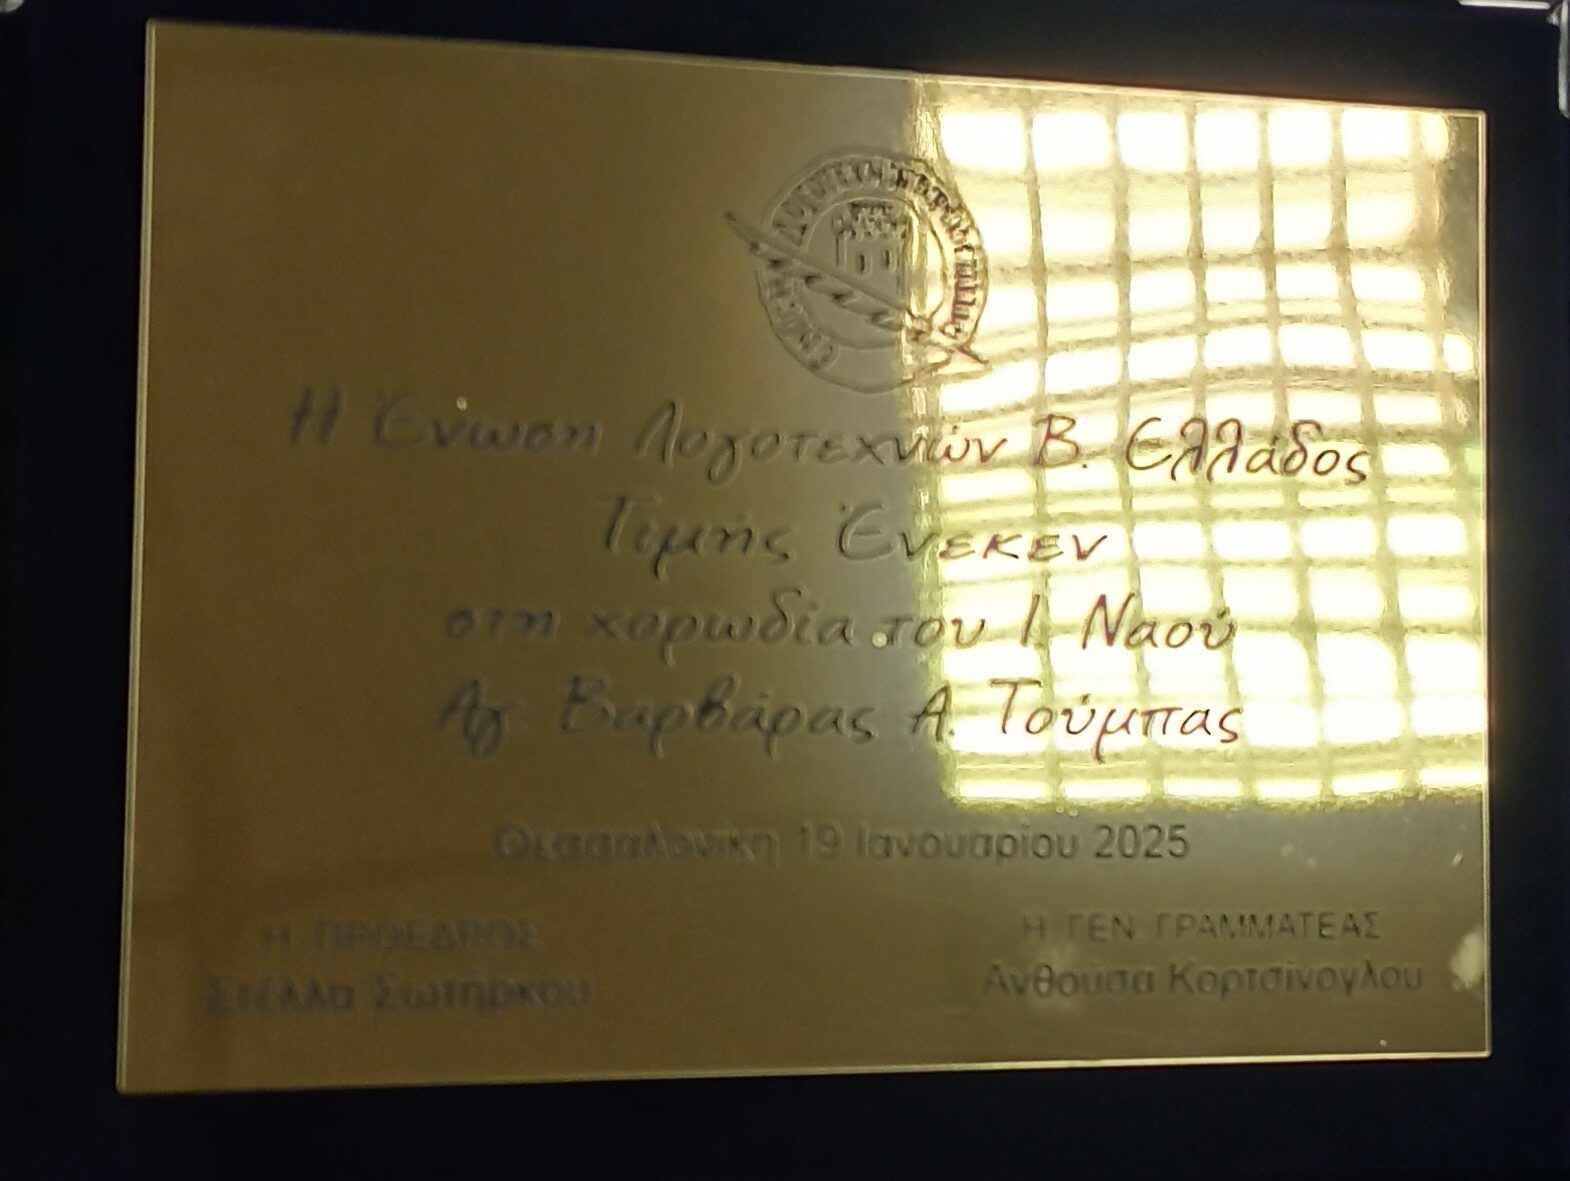 Η Ένωση Λογοτεχνών Β. Ελλάδος
Τιμής Ένεκεν
στη χορωδία του Ι. Ναού
Αγ. Βαρβάρας Α. Τούμπας
Θεσσαλονίκη 19 Ιανουαρίου 2025
Η ΠΡΟΕΔΡΟΣ
Στέλλα Σωτήρκου
Η ΓΕΝ ΓΡΑΜΜΑΤΕΑΣ
Ανθουσα Κορτσίνογλου